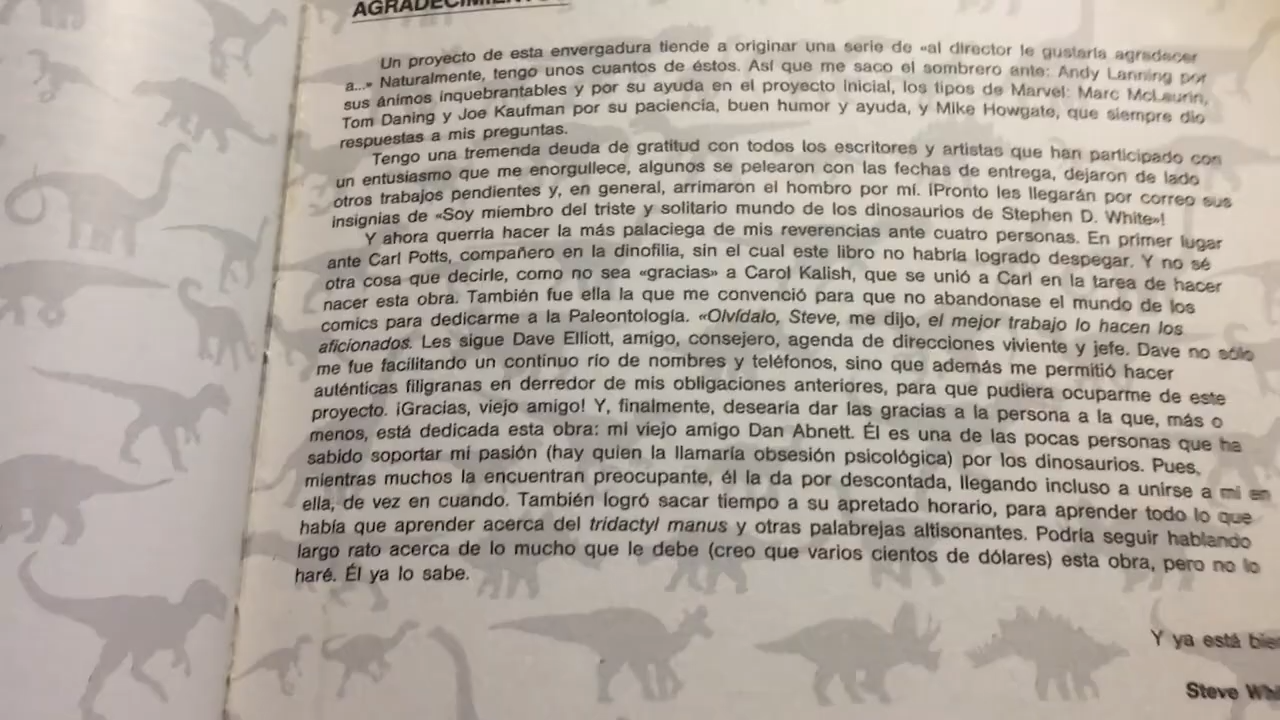 AGRADECIMIENTOS
Un proyecto de esta envergadura tiende a originar una serie de «al director le gustaría agradecer
a...» Naturalmente, tengo unos cuantos de éstos. Así que me saco el sombrero ante: Andy Lanning por
sus ánimos inquebrantables y por su ayuda en el proyecto inicial, los tipos de Marvel: Marc McLaurin,
Tom Daning y Joe Kaufman por su paciencia, buen humor y ayuda, y Mike Howgate, que siempre dio
respuestas a mis preguntas.
Tengo una tremenda deuda de gratitud con todos los escritores y artistas que han participado con
un entusiasmo que me enorgullece, algunos se pelearon con las fechas de entrega, dejaron de lado
otros trabajos pendientes y, en general, arrimaron el hombro por mí. ¡Pronto les llegarán por correo sus
insignias de «Soy miembro del triste y solitario mundo de los dinosaurios de Stephen D. White»!
Y ahora querría hacer la más palaciega de mis reverencias ante cuatro personas. En primer lugar
ante Carl Potts, compañero en la dinofilia, sin el cual este libro no habría logrado despegar. Y no sé
otra cosa que decirle, como no sea «gracias» a Carol Kalish, que se unió a Carl en la tarea de hacer
nacer esta obra. También fue ella la que me convenció para que no abandonase el mundo de los
comics para dedicarme a la Paleontología. «Olvídalo, Steve, me dijo, el mejor trabajo lo hacen los
aficionados. Les sigue Dave Elliott, amigo, consejero, agenda de direcciones viviente y jefe. Dave no sólo
me fue facilitando un continuo río de nombres y teléfonos, sino que además me permitió hacer
auténticas filigranas en derredor de mis obligaciones anteriores, para que pudiera ocuparme de este
proyecto. ¡Gracias, viejo amigo! Y, finalmente, desearía dar las gracias a la persona a la que, más o
menos, está dedicada esta obra: mi viejo amigo Dan Abnett. Él es una de las pocas personas que ha
sabido soportar mi pasión (hay quien la llamaría obsesión psicológica) por los dinosaurios. Pues,
mientras muchos la encuentran preocupante, él la da por descontada, llegando incluso a unirse a mí en
ella, de vez en cuando. También logró sacar tiempo a su apretado horario, para aprender todo lo que
había que aprender acerca del tridactyl manus y otras palabrejas altisonantes. Podría seguir hablando
largo rato acerca de lo mucho que le debe (creo que varios cientos de dólares) esta obra, pero no lo
haré. Él ya lo sabe.
Y ya está
Steve